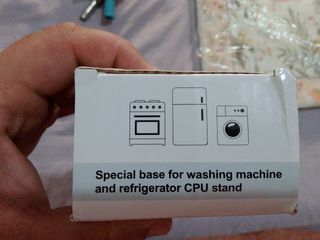 Special base for washing machine
and refrigerator CPU stand